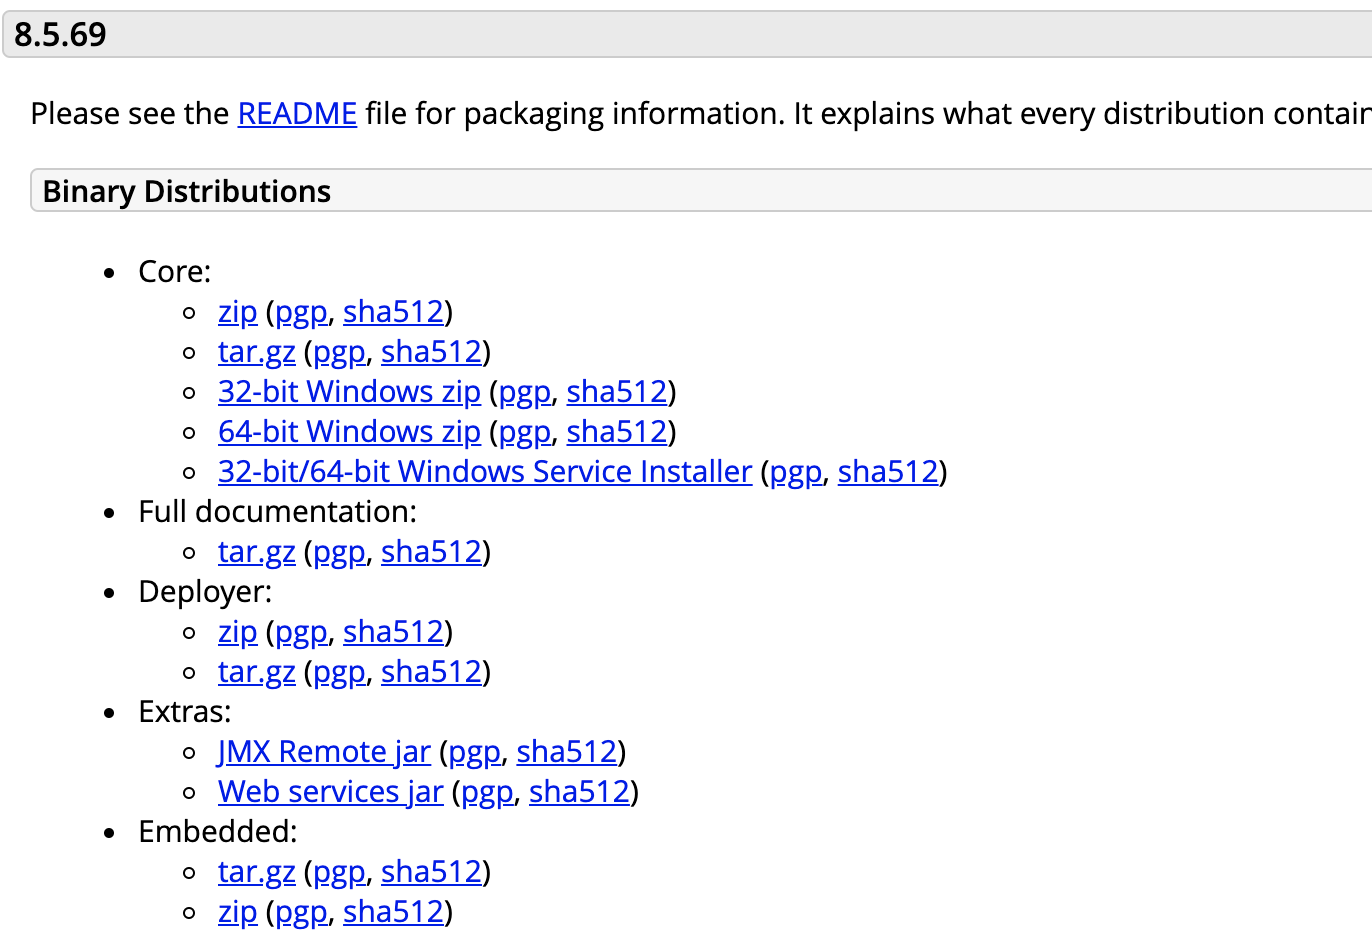 8.5.69
Please see the README file for packaging information. It explains what every distribution contain
Binary Distributions
• Core:
◦ zip (pgp, sha512)
◦ tar.gz (pgp, sha512)
◦ 32-bit Windows zip (pgp, sha512)
◦ 64-bit Windows zip (pgp, sha512)
◦ 32-bit/64-bit Windows Service Installer (pgp, sha512)
• Full documentation:
◦ tar.gz (pgp, sha512)
• Deployer:
◦ zip (pgp, sha512)
◦ tar.gz (pgp, sha512)
• Extras:
◦ JMX Remote jar (pgp, sha512)
◦ Web services jar (pgp, sha512)
• Embedded:
◦ tar.gz (pgp, sha512)
◦ zip (pgp, sha512)